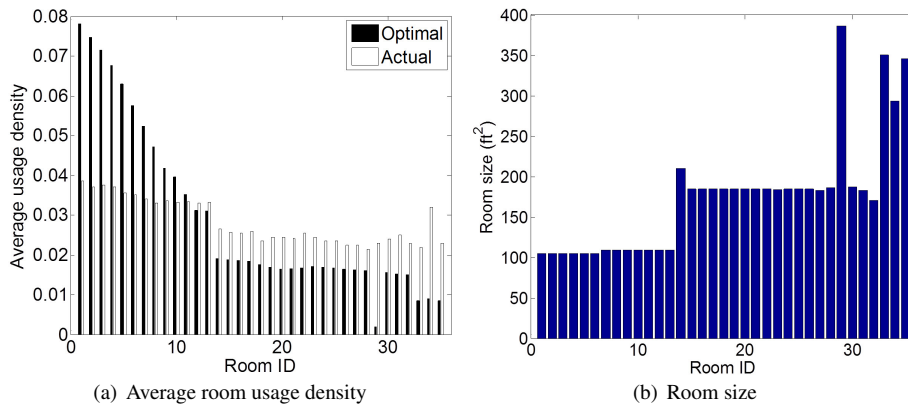 0.08
0.07
0.06
0.05
0.04
0.03
0.02
0.01
0
Average usage density
Optimal
Actual
0 10 20 30
Room ID
(a) Average room usage density
400
350
300
250
200
150
100
50
0
Room size (ft²)
0 10 20 30
Room ID
(b) Room size